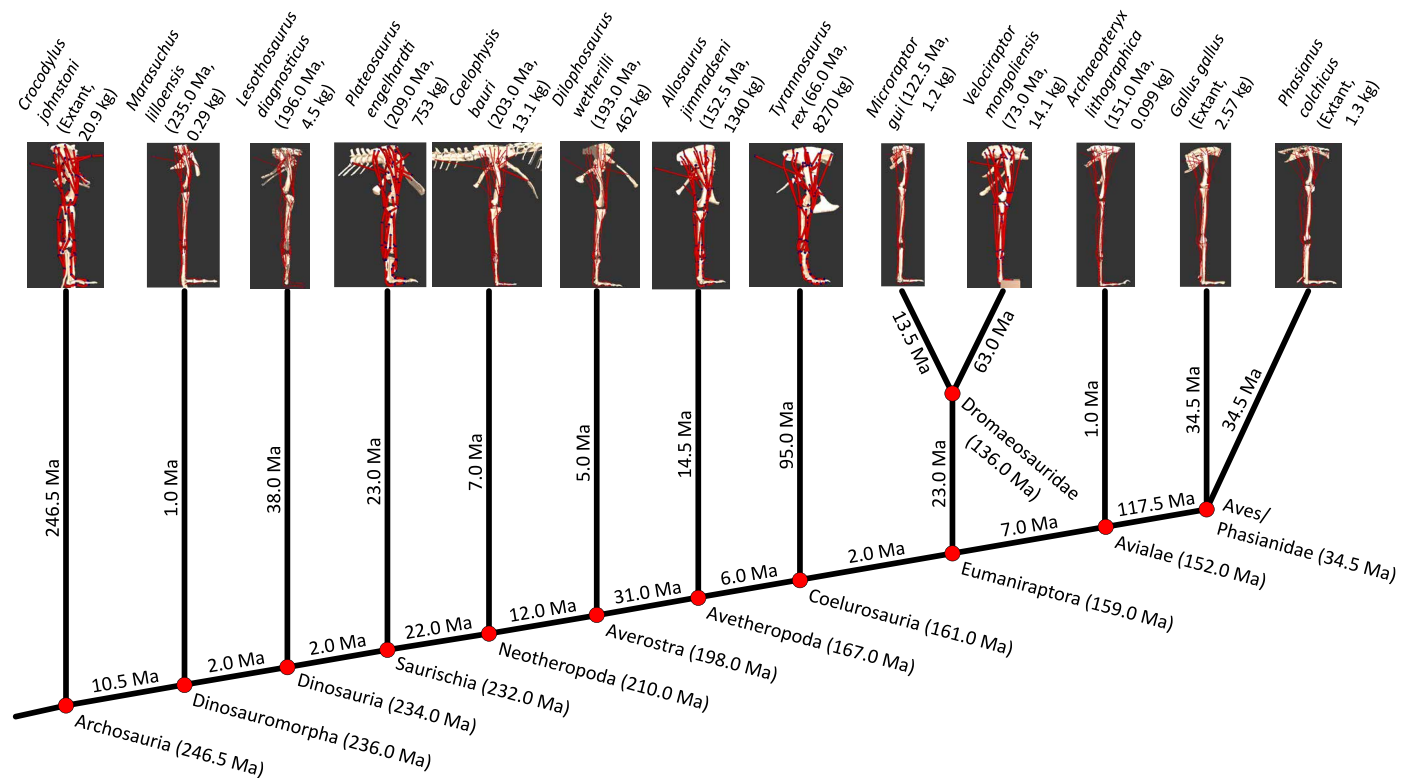 Crocodylus
johnstoni
(Extant,
20.9 kg)
Marasuchus
lilloensis
(235.0 Ma,
0.29 kg)
Lesothosaurus
diagnosticus
(196.0 Ma,
4.5 kg)
Plateosaurus
engelhardti
(209.0 Ma,
753 kg)
Coelophysis
bauri
(203.0 Ma,
13.1 kg)
Dilophosaurus
wetherilli
(193.0 Ma,
462 kg)
Allosaurus
jimmadseni
(152.5 Ma,
1340 kg)
Tyrannosaurus
rex (66.0 Ma,
8270 kg)
Microraptor
gui (122.5 Ma,
1.2 kg)
Velociraptor
mongoliensis
(73.0 Ma,
14.1 kg)
Archaeopteryx
lithographica
(151.0 Ma,
0.099 kg)
Gallus gallus
(Extant,
2.57 kg)
Phasianus
colchicus
(Extant,
1.3 kg)
246.5 Ma
1.0 Ma
38.0 Ma
23.0 Ma
7.0 Ma
5.0 Ma
14.5 Ma
95.0 Ma
13.5 Ma
63.0 Ma
23.0 Ma
1.0 Ma
34.5 Ma
34.5 Ma
10.5 Ma
2.0 Ma
2.0 Ma
22.0 Ma
12.0 Ma
31.0 Ma
6.0 Ma
2.0 Ma
7.0 Ma
117.5 Ma
Archosauria (246.5 Ma)
Dinosauromorpha (236.0 Ma)
Dinosauria (234.0 Ma)
Saurischia (232.0 Ma)
Neotheropoda (210.0 Ma)
Averostra (198.0 Ma)
Avetheropoda (167.0 Ma)
Coelurosauria (161.0 Ma)
Eumaniraptora (159.0 Ma)
Dromaeosauridae
(136.0 Ma)
Avialae (152.0 Ma)
Aves/
Phasianidae (34.5 Ma)